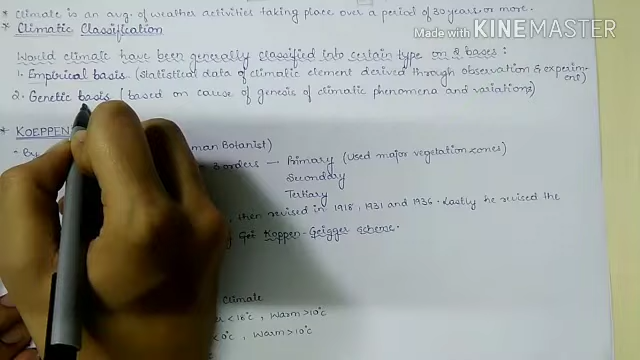 * Climate is an avg. of weather activities taking place over a period of 30 years or more.
Made with KINEMASTER
* Climatic Classification
World climaic have been generally classified into certain type on 2 bases :
1. Empirical basis (Statistical data of climatic element derived through observation & experiment)
2. Genetic basis (based on cause of genesis of climatic phenomena and variations)
* KOEPPEN
man Botanist)
3 orders — Primary (Used major vegetation zones)
Secondary
Tertiary
, then revised in 1918, 1931 and 1936. Lastly he revised the
Koppen-Geigger scheme.
Climate
< 18°c, Warm > 10°c
< 0°c, Warm > 10°c